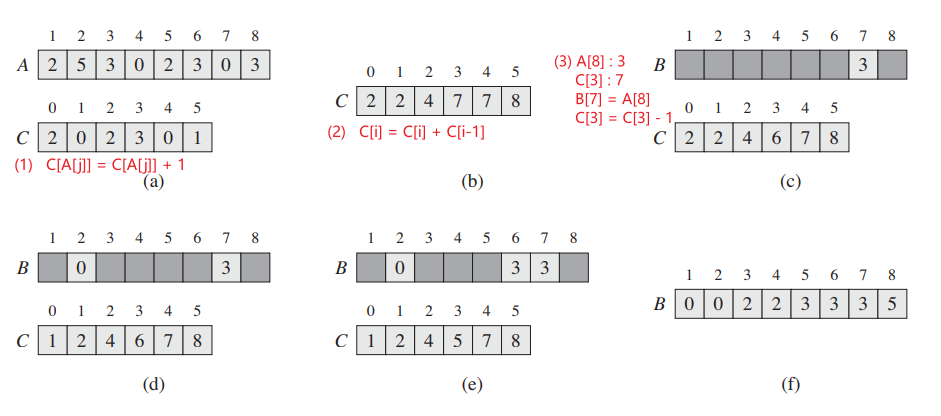 1 2 3 4 5 6 7 8
A 2 5 3 0 2 3 0 3
0 1 2 3 4 5
C 2 0 2 3 0 1
(1) C[A[j]] = C[A[j]] + 1
(a)
0 1 2 3 4 5
C 2 2 4 7 7 8
(2) C[i] = C[i] + C[i-1]
(b)
(3) A[8] : 3
C[3] : 7
B[7] = A[8]
C[3] = C[3] - 1
1 2 3 4 5 6 7 8
B 3
0 1 2 3 4 5
C 2 2 4 6 7 8
(c)
1 2 3 4 5 6 7 8
B 0 3
0 1 2 3 4 5
C 1 2 4 6 7 8
(d)
1 2 3 4 5 6 7 8
B 0 3 3
0 1 2 3 4 5
C 1 2 4 5 7 8
(e)
1 2 3 4 5 6 7 8
B 0 0 2 2 3 3 3 5
(f)